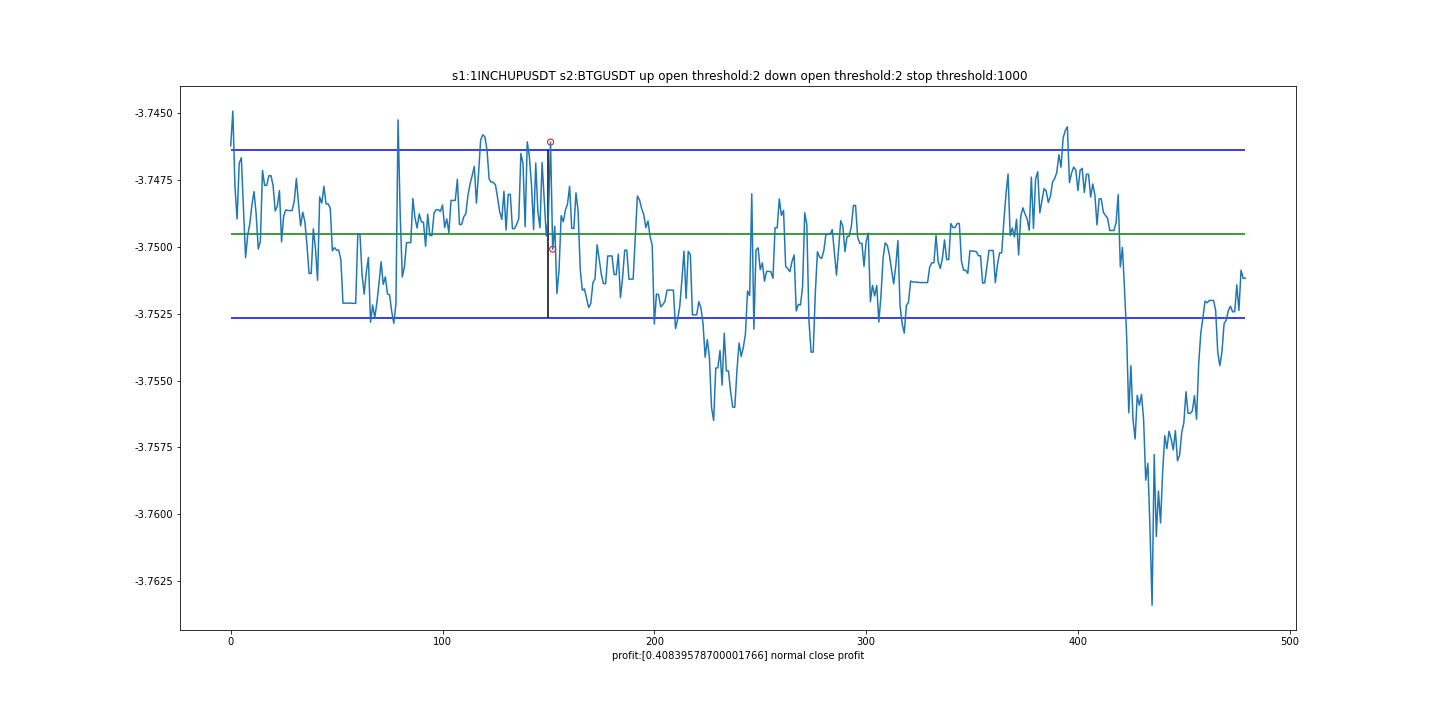 s1:1INCHUPUSDT s2:BTGUSDT up open threshold:2 down open threshold:2 stop threshold:1000
-3.7450
-3.7475
-3.7500
-3.7525
-3.7550
-3.7575
-3.7600
-3.7625
0 100 200 300 400 500
profit:[0.40839578700001766] normal close profit